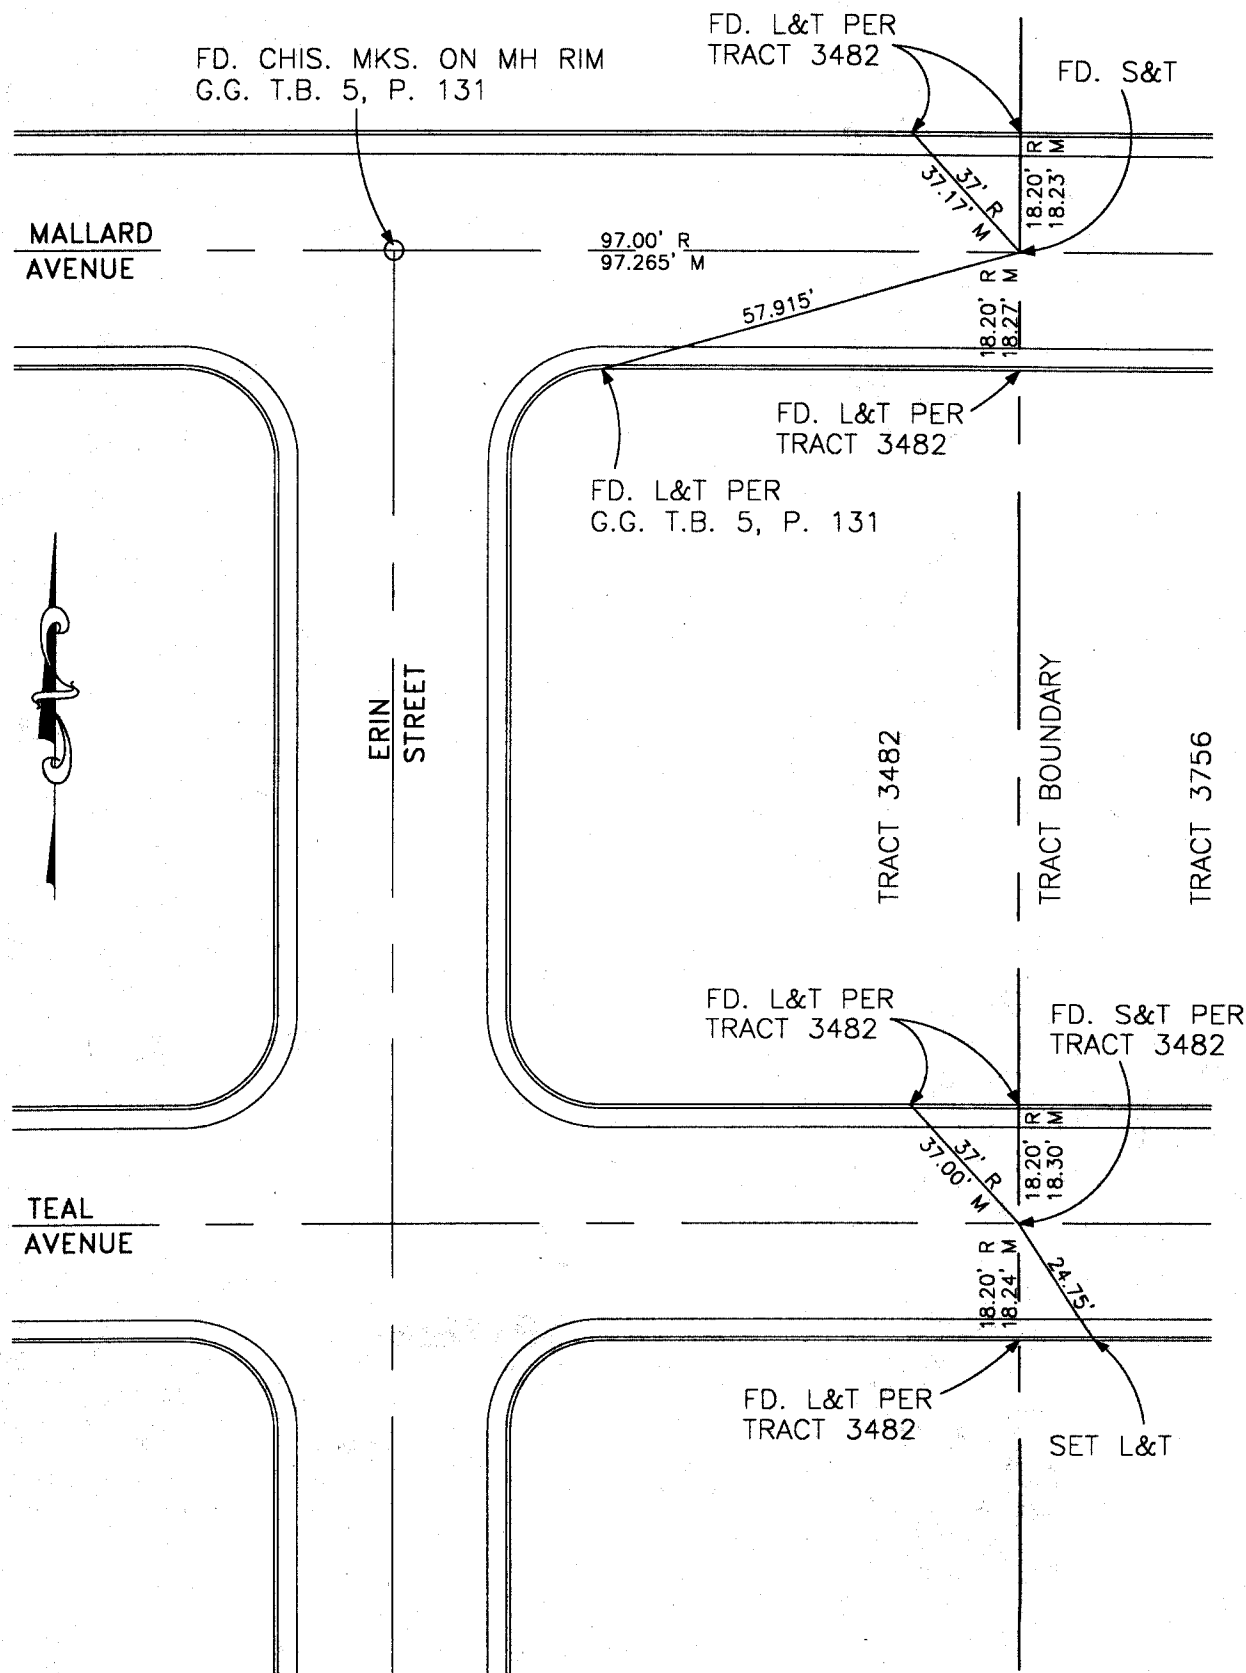 FD. L&T PER
TRACT 3482
FD. CHIS. MKS. ON MH RIM
G.G. T.B. 5, P. 131
FD. S&T
37' R
37.17' M
18.20' R
18.23' M
MALLARD
AVENUE
97.00' R
97.265' M
57.915'
18.20' R
18.27' M
FD. L&T PER
TRACT 3482
FD. L&T PER
G.G. T.B. 5, P. 131
ERIN
STREET
TRACT 3482
TRACT BOUNDARY
TRACT 3756
FD. L&T PER
TRACT 3482
FD. S&T PER
TRACT 3482
37' R
37.00' M
18.20' R
18.30' M
TEAL
AVENUE
18.20' R
18.24' M
24.75'
FD. L&T PER
TRACT 3482
SET L&T